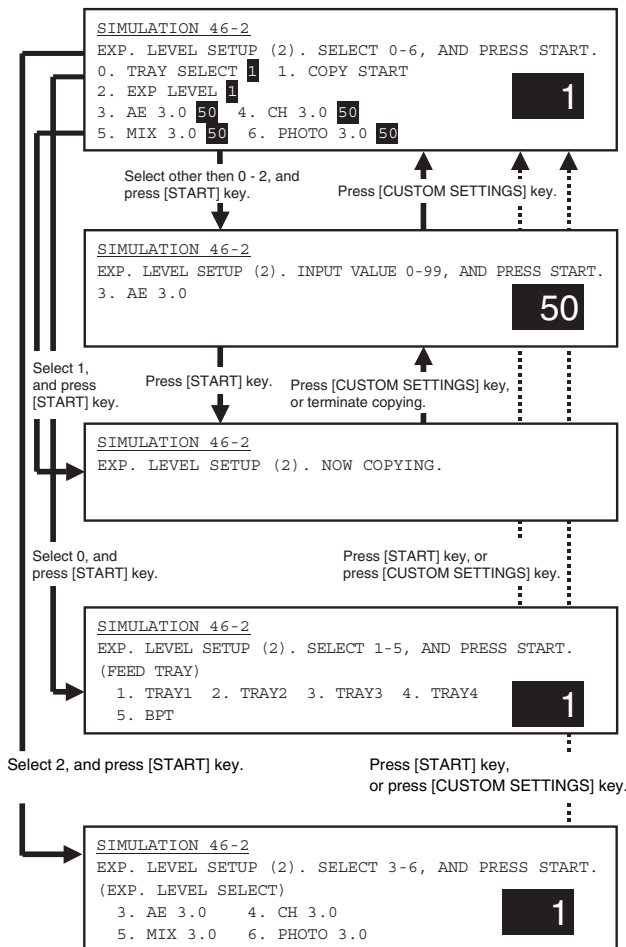 SIMULATION 46-2
EXP. LEVEL SETUP (2). SELECT 0-6, AND PRESS START.
0. TRAY SELECT 1 1. COPY START
2. EXP LEVEL 1
1
3. AE 3.0 50 4. CH 3.0 50
5. MIX 3.0 50 6. PHOTO 3.0 50
Select other then 0 - 2, and
press [START] key.
Press [CUSTOM SETTINGS] key.
SIMULATION 46-2
EXP. LEVEL SETUP (2). INPUT VALUE 0-99, AND PRESS START.
3. AE 3.0
50
Select 1,
and press
[START] key.
Press [START] key.
Press [CUSTOM SETTINGS] key,
or terminate copying.
SIMULATION 46-2
EXP. LEVEL SETUP (2). NOW COPYING.
Select 0, and
press [START] key.
Press [START] key, or
press [CUSTOM SETTINGS] key.
SIMULATION 46-2
EXP. LEVEL SETUP (2). SELECT 1-5, AND PRESS START.
(FEED TRAY)
1. TRAY1 2. TRAY2 3. TRAY3 4. TRAY4
5. BPT
1
Select 2, and press [START] key.
Press [START] key,
or press [CUSTOM SETTINGS] key.
SIMULATION 46-2
EXP. LEVEL SETUP (2). SELECT 3-6, AND PRESS START.
(EXP. LEVEL SELECT)
3. AE 3.0 4. CH 3.0
5. MIX 3.0 6. PHOTO 3.0
1